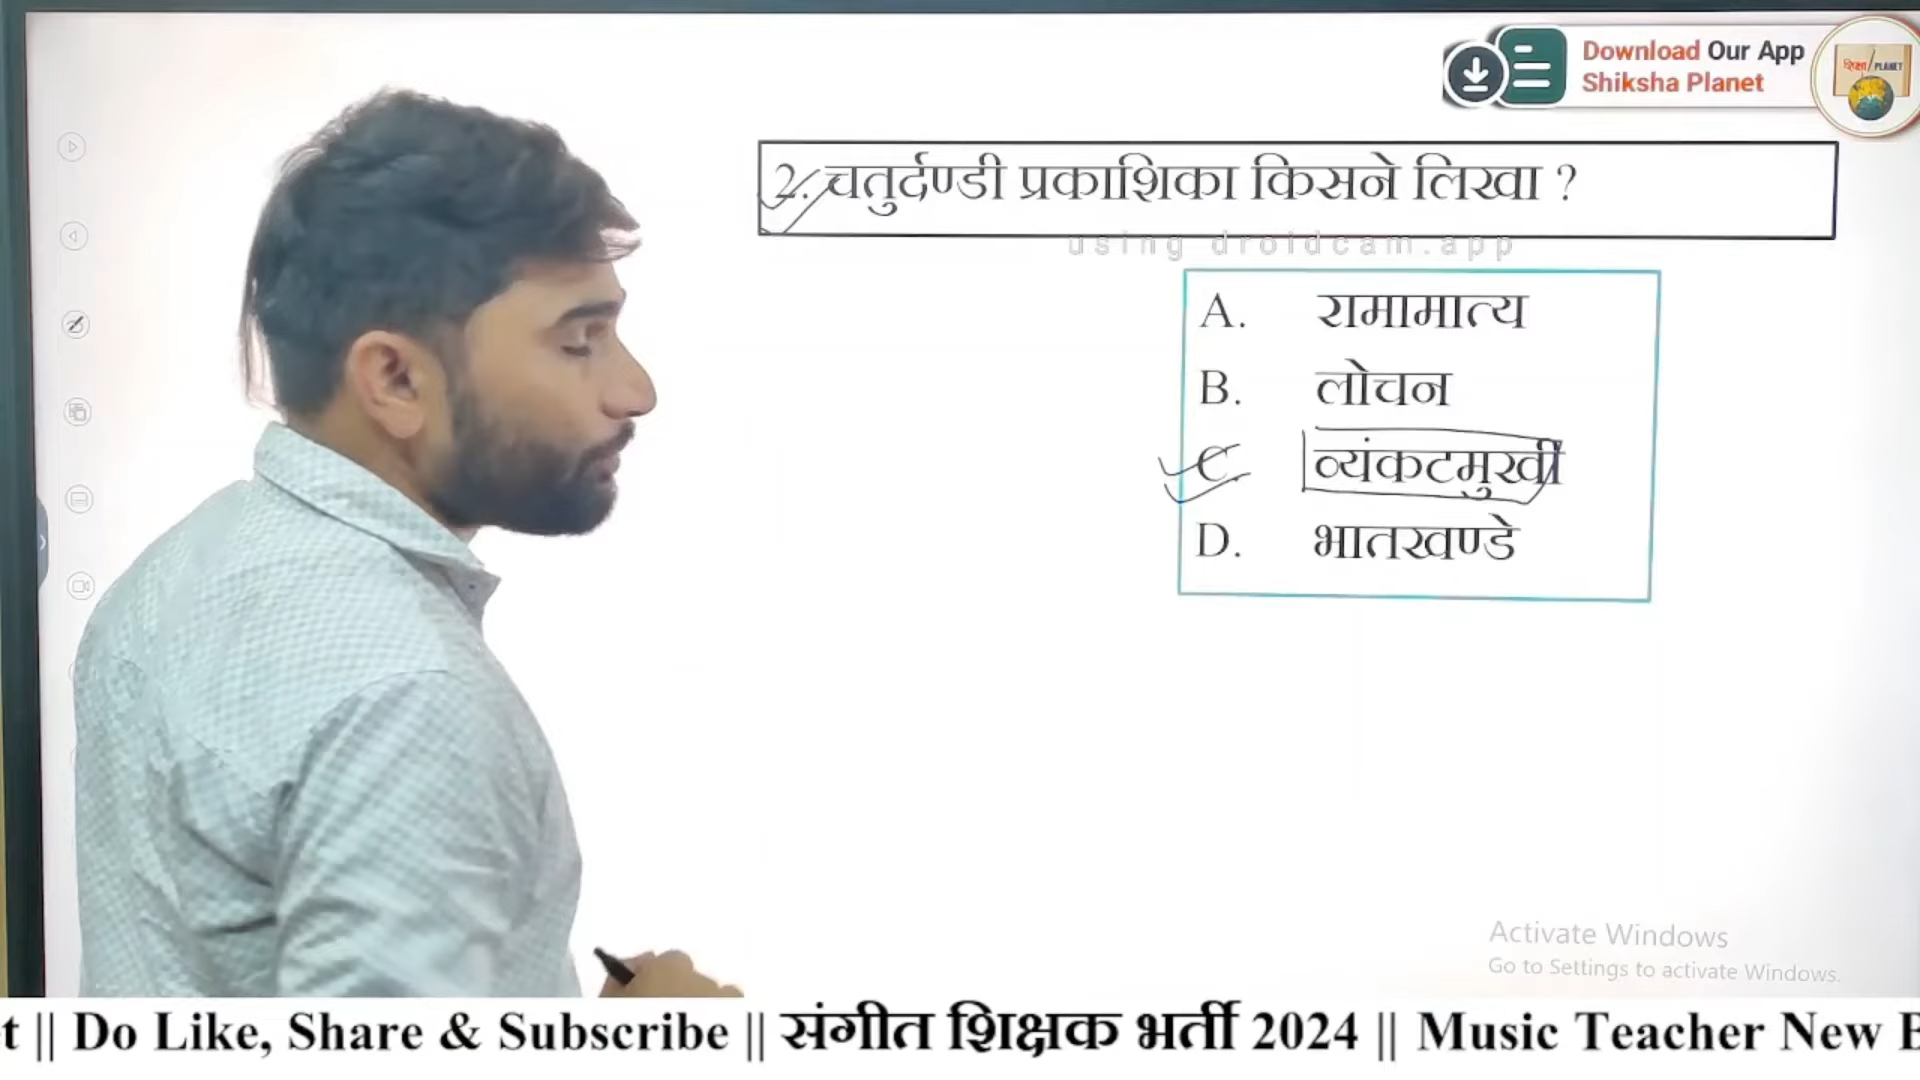 Download Our App
Shiksha Planet
शिक्षा/PLANET
2. चतुर्दण्डी प्रकाशिका किसने लिखा ?
using droidcam.app
A. रामामात्य
B. लोचन
C. व्यंकटमुखी
D. भातखण्डे
Activate Windows
Go to Settings to activate Windows.
t || Do Like, Share & Subscribe || संगीत शिक्षक भर्ती 2024 || Music Teacher New B